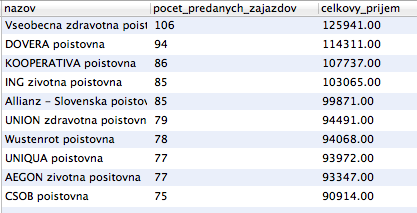 nazov pocet_predanych_zajazdov celkovy_prijem
Vseobecna zdravotna poist 106 125941.00
DOVERA poistovna 94 114311.00
KOOPERATIVA poistovna 86 107737.00
ING zivotna poistovna 85 103065.00
Allianz - Slovenska poistov 85 99871.00
UNION zdravotna poistovn 79 94491.00
Wustenrot poistovna 78 94068.00
UNIQUA poistovna 77 93972.00
AEGON zivotna positovna 77 93347.00
CSOB poistovna 75 90914.00